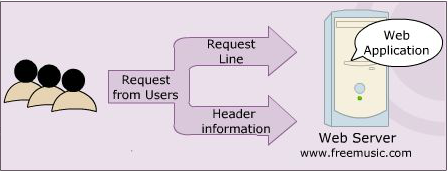 Request
from Users
Request
Line
Header
information
Web
Application
Web Server
www.freemusic.com